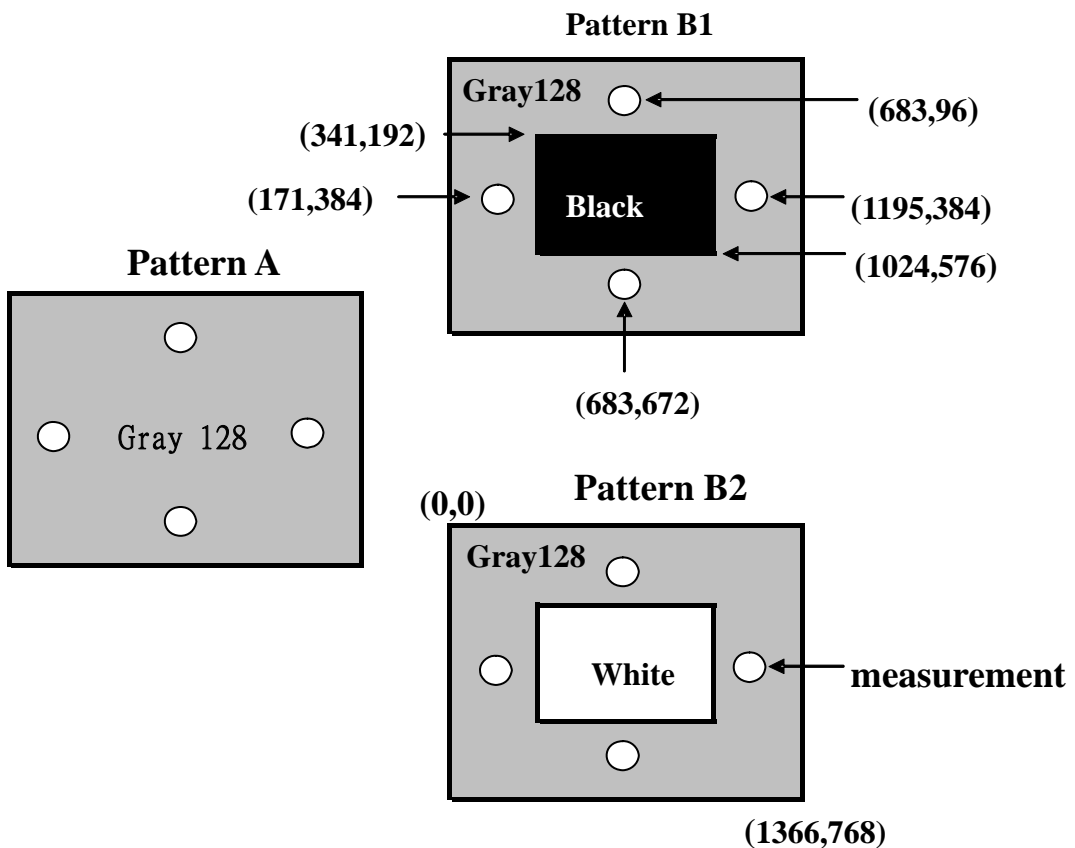 Pattern B1
Gray128
(683,96)
(341,192)
(171,384)
Black
(1195,384)
(1024,576)
(683,672)
Pattern A
Gray 128
Pattern B2
(0,0)
Gray128
White
measurement
(1366,768)